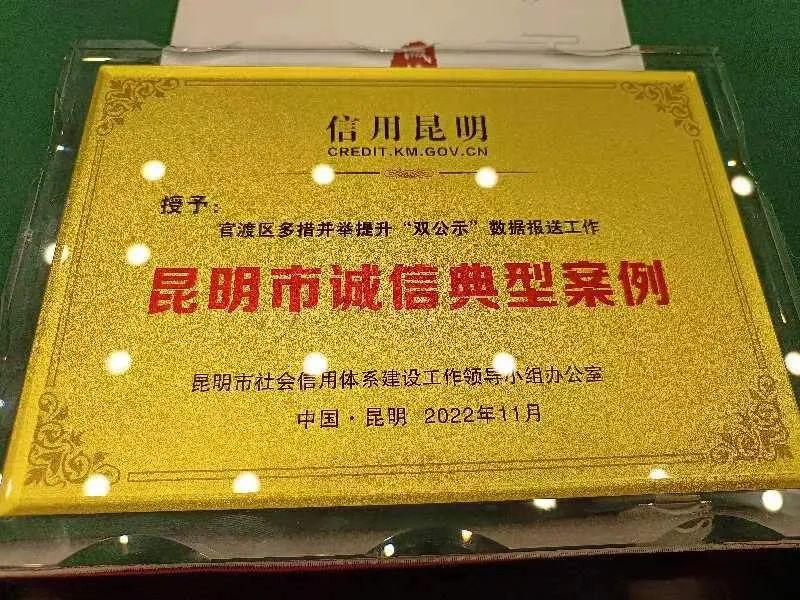 信用昆明
CREDIT.KM.GOV.CN
授予：
官渡区多措并举提升“双公示”数据报送工作
昆明市诚信典型案例
昆明市社会信用体系建设工作领导小组办公室
中国·昆明 2022年11月